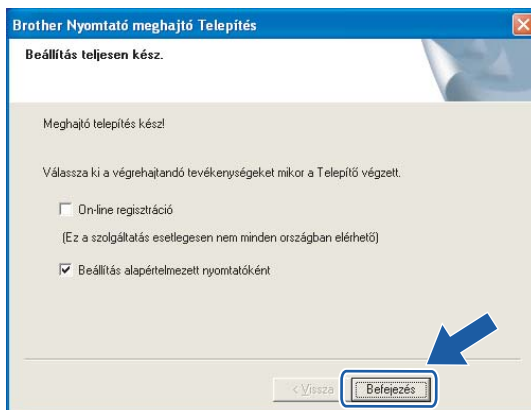 Brother Nyomtató meghajtó Telepítés
Beállítás teljesen kész.
Meghajtó telepítés kész!
Válassza ki a végrehajtandó tevékenységeket mikor a Telepítő végzett.
On-line regisztráció
(Ez a szolgáltatás esetlegesen nem minden országban elérhető)
Beállítás alapértelmezett nyomtatóként
< Vissza
Befejezés